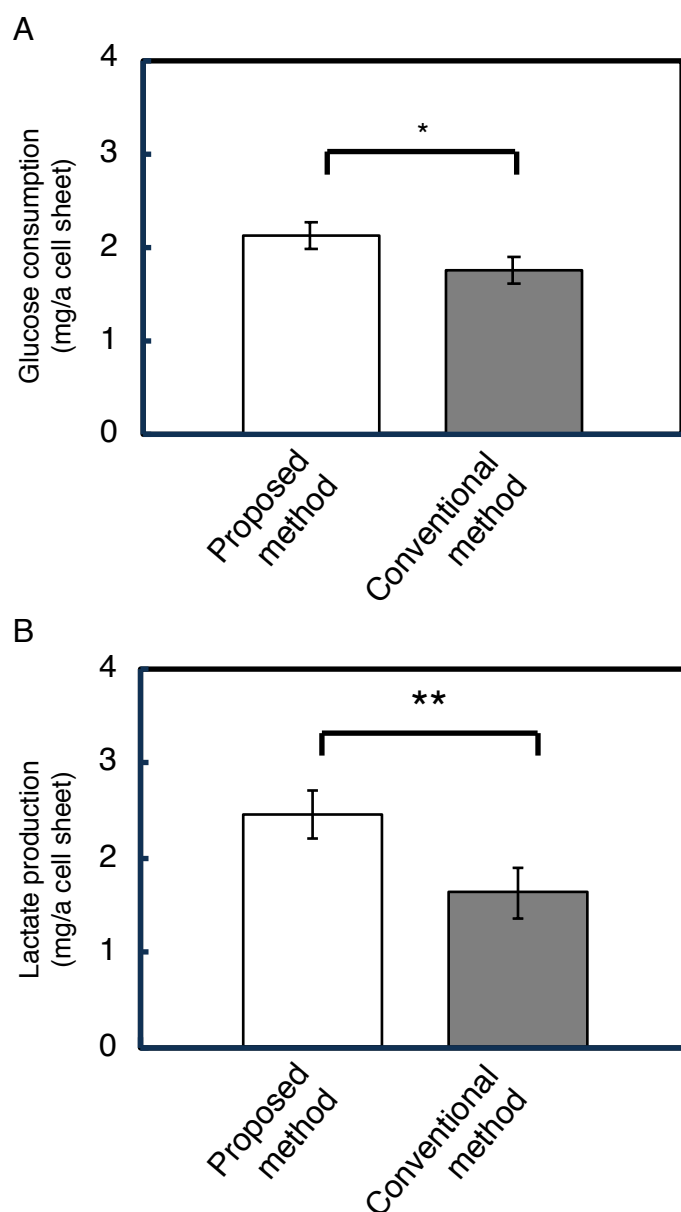 A
4
3
2
1
0
Glucose consumption
(mg/a cell sheet)
*
Proposed
method
Conventional
method
B
4
3
2
1
0
Lactate production
(mg/a cell sheet)
**
Proposed
method
Conventional
method